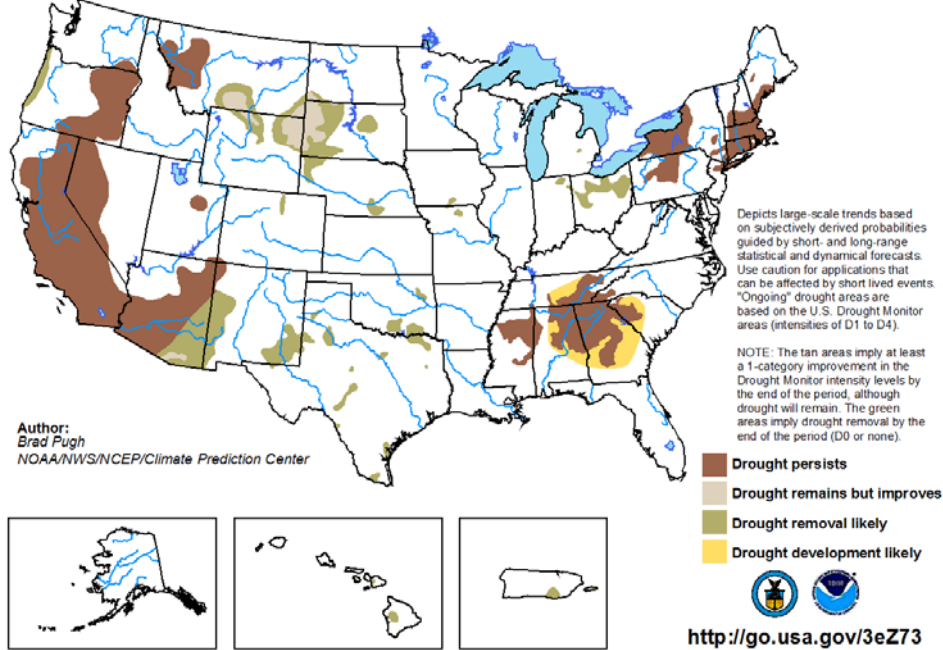 Depicts large-scale trends based
on subjectively derived probabilities
guided by short- and long-range
statistical and dynamical forecasts.
Use caution for applications that
can be affected by short lived events.
"Ongoing" drought areas are
based on the U.S. Drought Monitor
areas (intensities of D1 to D4).
NOTE: The tan areas imply at least
a 1-category improvement in the
Drought Monitor intensity levels by
the end of the period, although
drought will remain. The green
areas imply drought removal by the
end of the period (D0 or none).
Author:
Brad Pugh
NOAA/NWS/NCEP/Climate Prediction Center
Drought persists
Drought remains but improves
Drought removal likely
Drought development likely
http://go.usa.gov/3eZ73